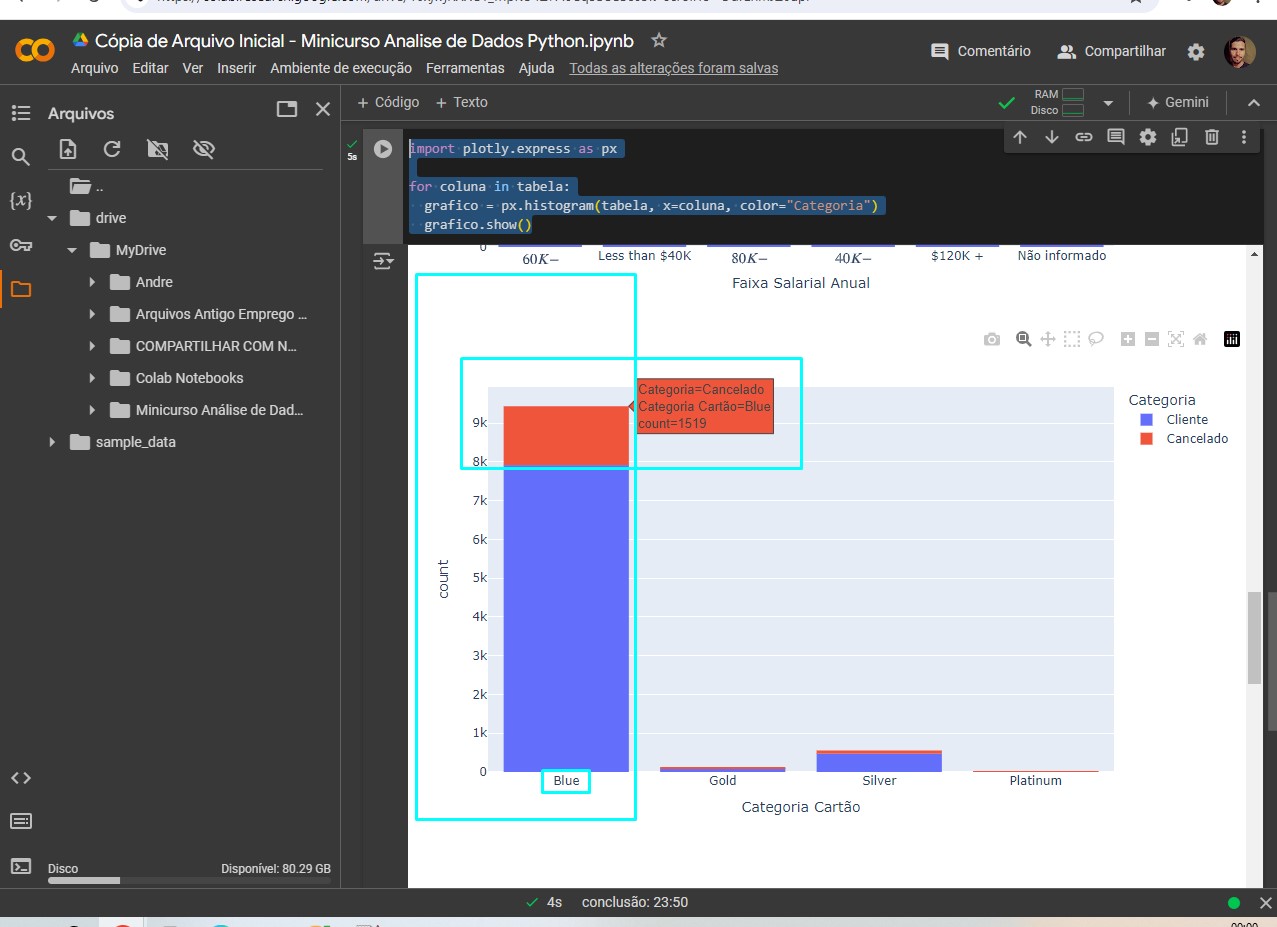 Cópia de Arquivo Inicial - Minicurso Analise de Dados Python.ipynb
Arquivo Editar Ver Inserir Ambiente de execução Ferramentas Ajuda Todas as alterações foram salvas
Comentário Compartilhar
Arquivos
..
drive
MyDrive
Andre
Arquivos Antigo Emprego ...
COMPARTILHAR COM N...
Colab Notebooks
Minicurso Análise de Dad...
sample_data
Disco Disponível: 80.29 GB
+ Código + Texto
RAM
Disco
Gemini
5s
import plotly.express as px
for coluna in tabela:
grafico = px.histogram(tabela, x=coluna, color="Categoria")
grafico.show()
0
60K− Less than $40K 80K− 40K− $120K + Não informado
Faixa Salarial Anual
Categoria=Cancelado
Categoria Cartão=Blue
count=1519
Categoria
Cliente
Cancelado
9k
8k
7k
6k
5k
4k
3k
2k
1k
0
count
Blue Gold Silver Platinum
Categoria Cartão
4s conclusão: 23:50